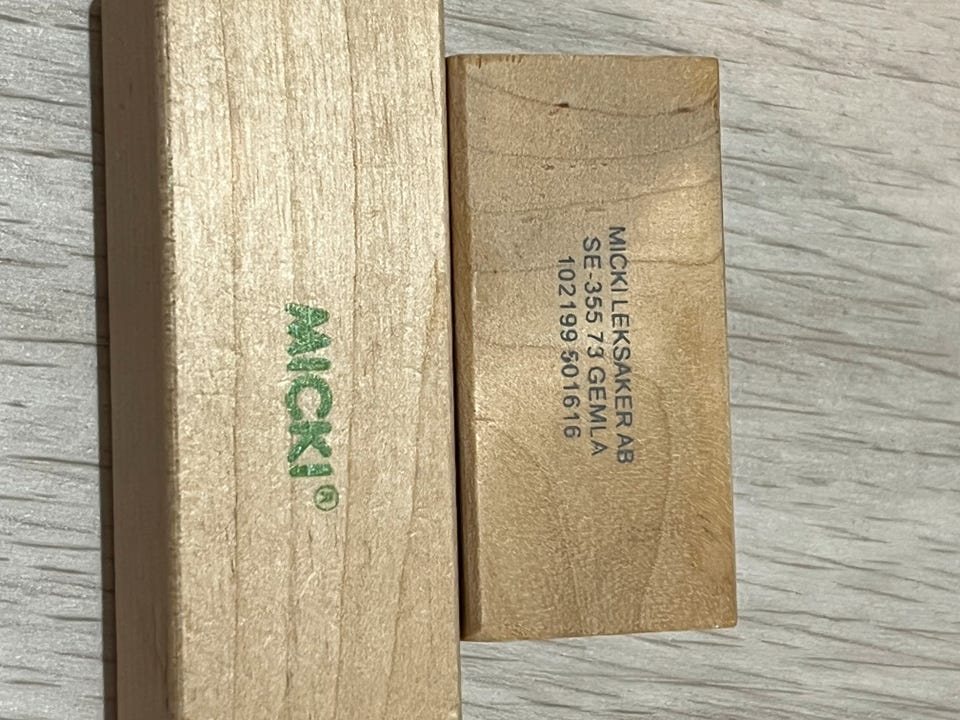 MICKI®
MICKI LEKSAKER AB
SE-355 73 GEMLA
102199 501616